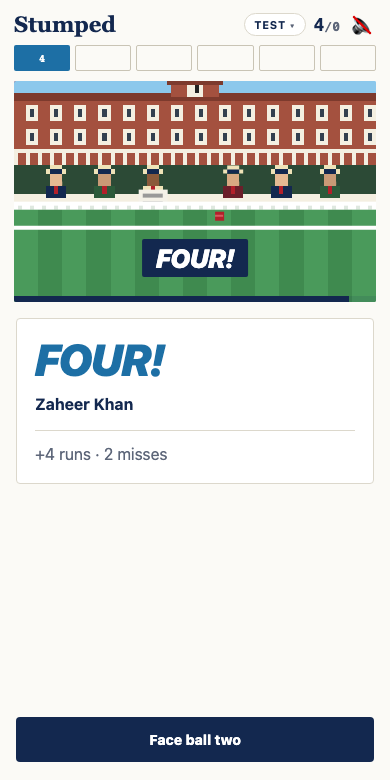 Stumped
TEST ▾
4/0
4
FOUR!
FOUR!
Zaheer Khan
+4 runs · 2 misses
Face ball two